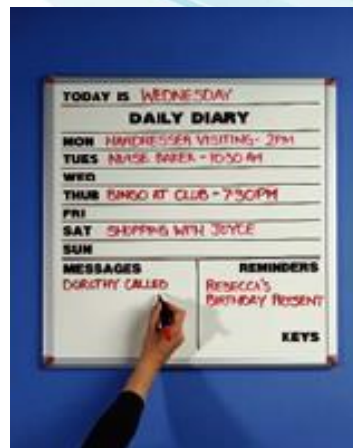 TODAY IS WEDNESDAY
DAILY DIARY
MON HAIRDRESSER VISITING - 2PM
TUES NURSE BAKER - 10:30 AM
WED
THUR BINGO AT CLUB - 7:30PM
FRI
SAT SHOPPING WITH JOYCE
SUN
MESSAGES
DOROTHY CALLED
REMINDERS
REBECCA'S
BIRTHDAY PRESENT
KEYS